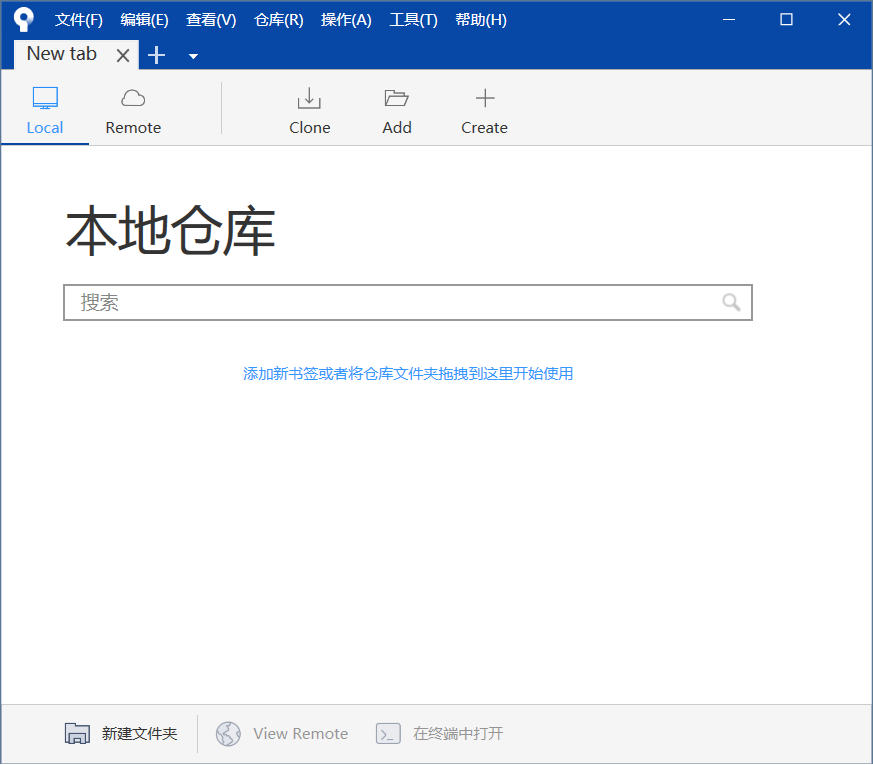 文件(F) 编辑(E) 查看(V) 仓库(R) 操作(A) 工具(T) 帮助(H)
New tab
Local Remote Clone Add Create
本地仓库
搜索
添加新书签或者将仓库文件夹拖拽到这里开始使用
新建文件夹 View Remote 在终端中打开